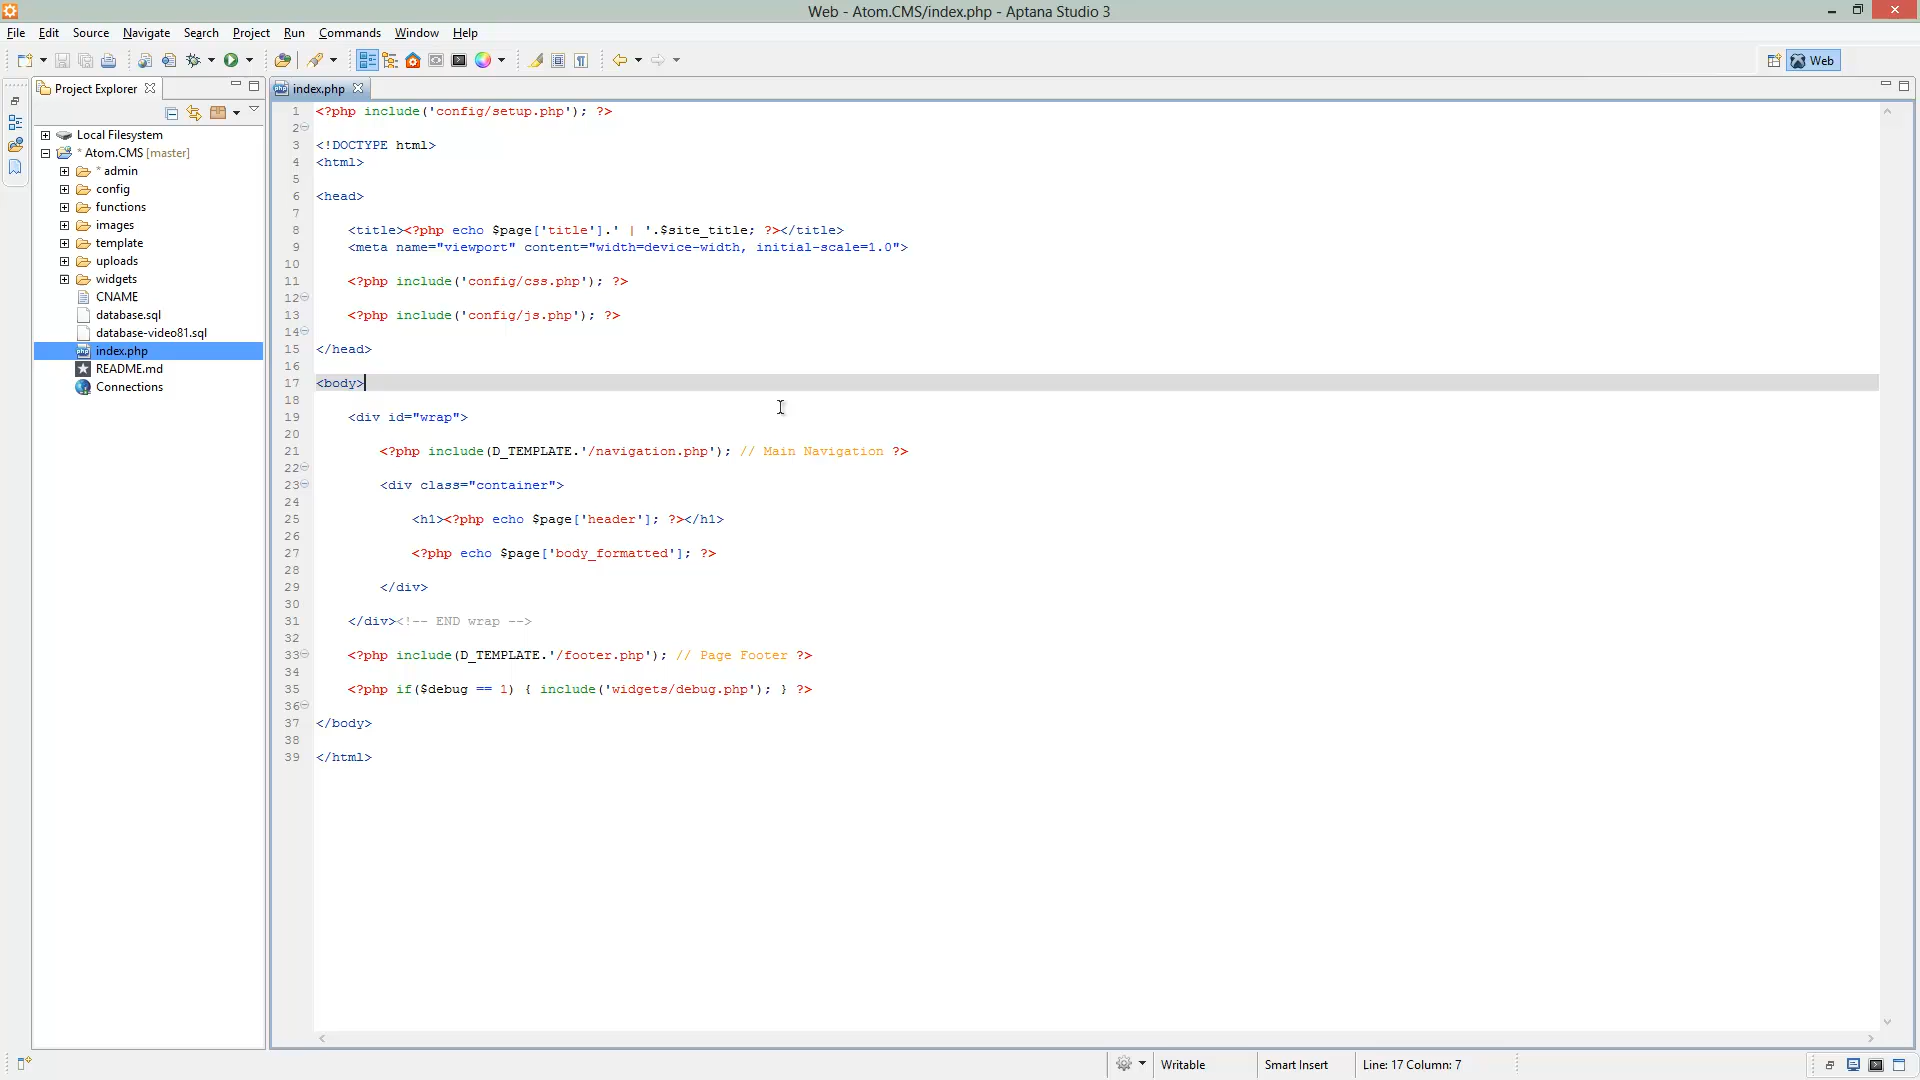 Web - Atom.CMS/index.php - Aptana Studio 3
File Edit Source Navigate Search Project Run Commands Window Help
Web
Project Explorer
index.php
Local Filesystem
* Atom.CMS [master]
* admin
config
functions
images
template
uploads
widgets
CNAME
database.sql
database-video81.sql
index.php
README.md
Connections
1 <?php include('config/setup.php'); ?>
2
3 <!DOCTYPE html>
4 <html>
5
6 <head>
7
8 <title><?php echo $page['title'].' | '.$site_title; ?></title>
9 <meta name="viewport" content="width=device-width, initial-scale=1.0">
10
11 <?php include('config/css.php'); ?>
12
13 <?php include('config/js.php'); ?>
14
15 </head>
16
17 <body>
18
19 <div id="wrap">
20
21 <?php include(D_TEMPLATE.'/navigation.php'); // Main Navigation ?>
22
23 <div class="container">
24
25 <h1><?php echo $page['header']; ?></h1>
26
27 <?php echo $page['body_formatted']; ?>
28
29 </div>
30
31 </div><!-- END wrap -->
32
33 <?php include(D_TEMPLATE.'/footer.php'); // Page Footer ?>
34
35 <?php if($debug == 1) { include('widgets/debug.php'); } ?>
36
37 </body>
38
39 </html>
Writable Smart Insert Line: 17 Column: 7